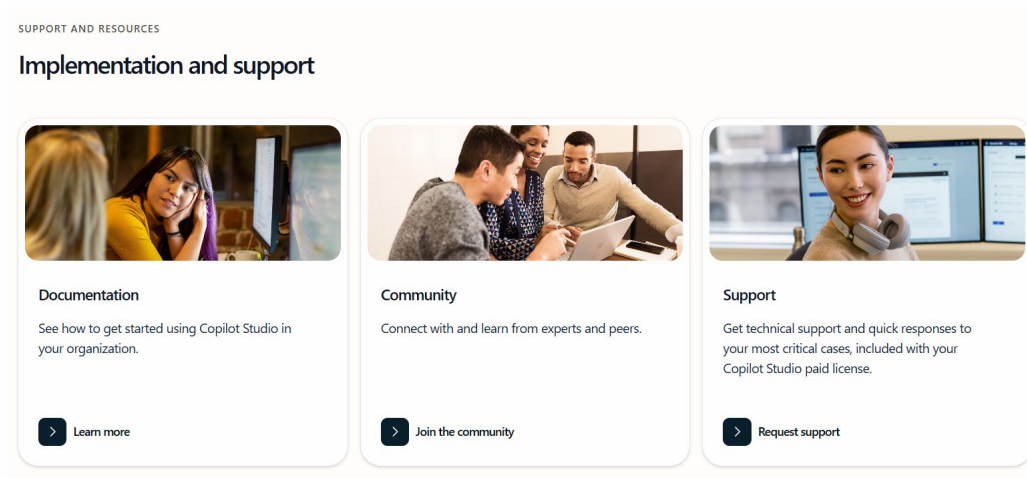 SUPPORT AND RESOURCES
Implementation and support
Documentation
See how to get started using Copilot Studio in
your organization.
Learn more
Community
Connect with and learn from experts and peers.
Join the community
Support
Get technical support and quick responses to
your most critical cases, included with your
Copilot Studio paid license.
Request support